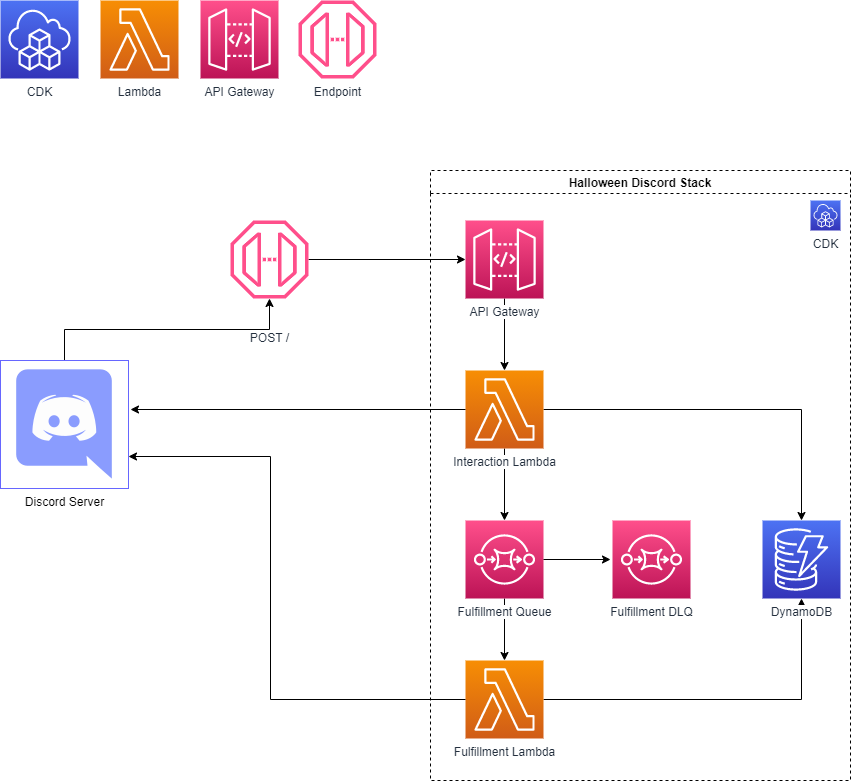 CDK
Lambda
API Gateway
Endpoint
Halloween Discord Stack
CDK
API Gateway
POST /
Interaction Lambda
Discord Server
Fulfillment Queue
Fulfillment DLQ
DynamoDB
Fulfillment Lambda